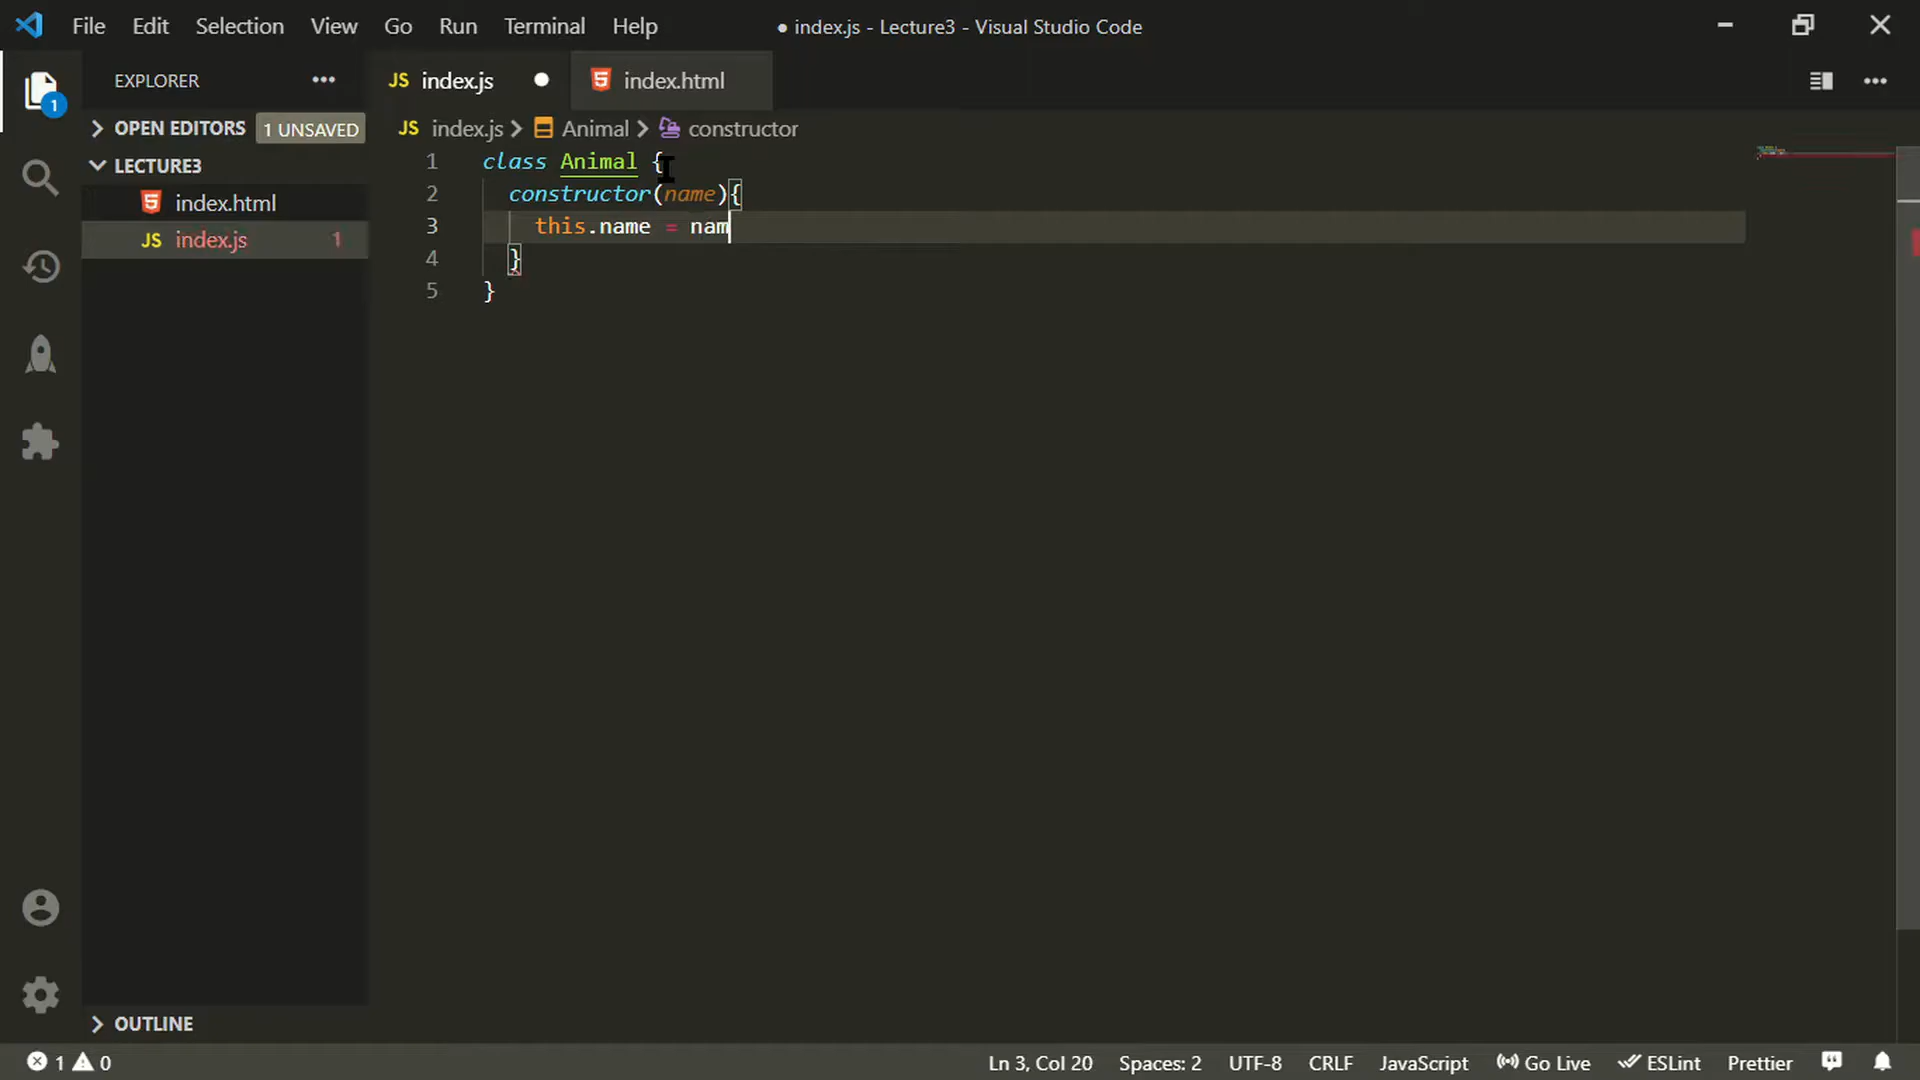 File Edit Selection View Go Run Terminal Help ● index.js - Lecture3 - Visual Studio Code
1
EXPLORER
OPEN EDITORS 1 UNSAVED
LECTURE3
index.html
JS index.js 1
OUTLINE
JS index.js ● index.html
JS index.js > Animal > constructor
1 class Animal {
2 constructor(name){
3 this.name = nam
4 }
5 }
1 0 Ln 3, Col 20 Spaces: 2 UTF-8 CRLF JavaScript Go Live ESLint Prettier